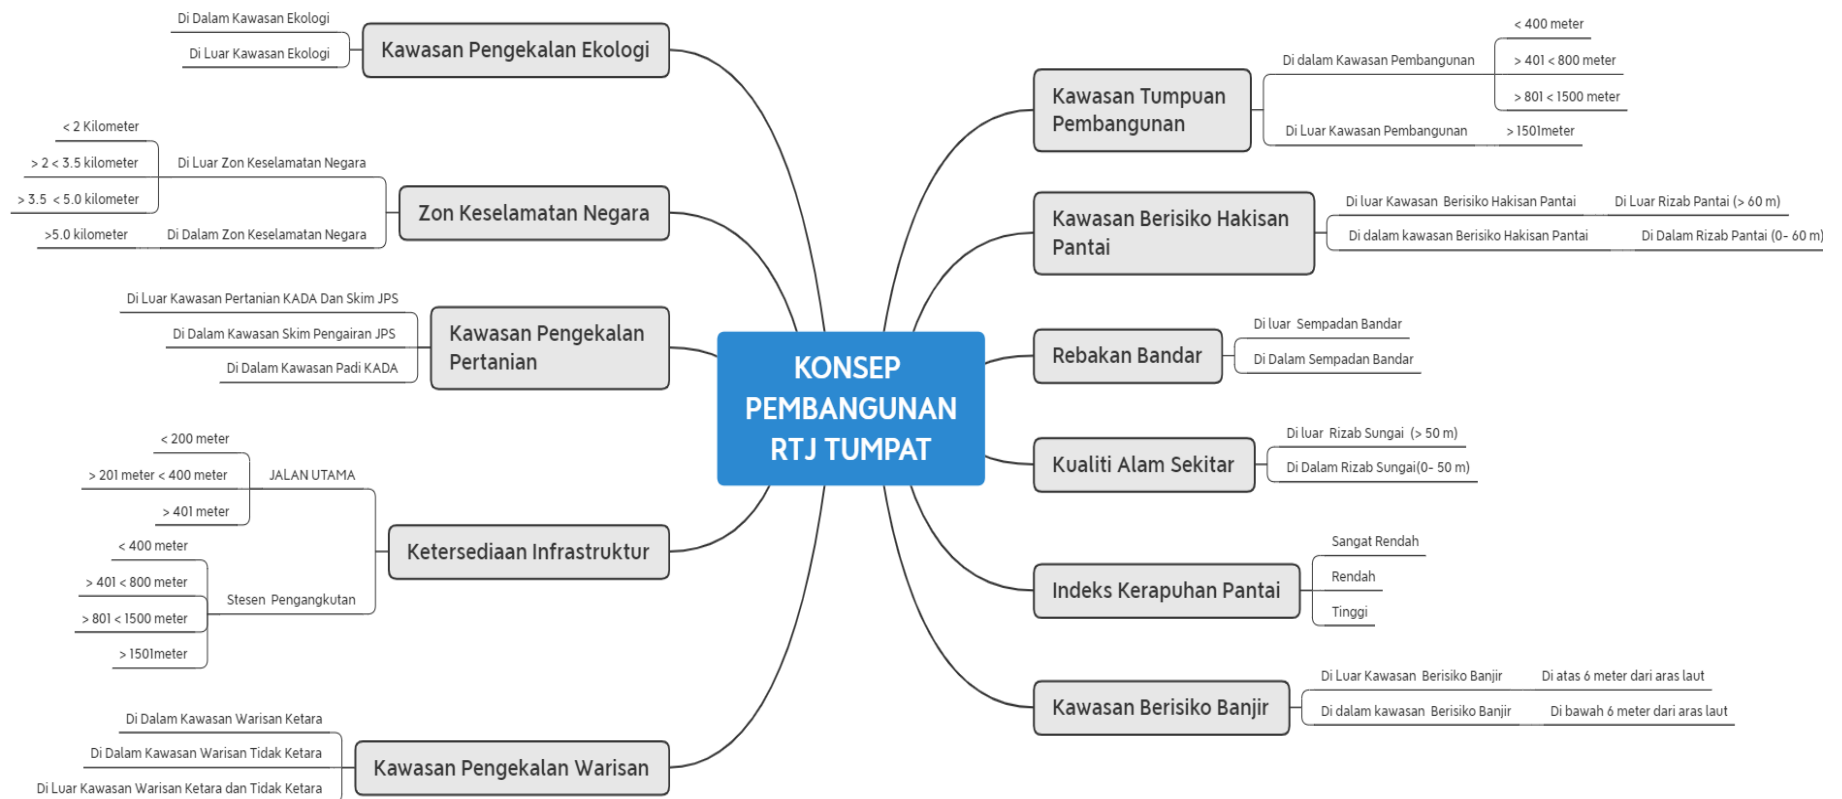 KONSEP
PEMBANGUNAN
RTJ TUMPAT
Kawasan Pengekalan Ekologi
Di Dalam Kawasan Ekologi
Di Luar Kawasan Ekologi
Zon Keselamatan Negara
Di Luar Zon Keselamatan Negara
< 2 Kilometer
> 2 < 3.5 kilometer
> 3.5 < 5.0 kilometer
Di Dalam Zon Keselamatan Negara
>5.0 kilometer
Kawasan Pengekalan
Pertanian
Di Luar Kawasan Pertanian KADA Dan Skim JPS
Di Dalam Kawasan Skim Pengairan JPS
Di Dalam Kawasan Padi KADA
Ketersediaan Infrastruktur
JALAN UTAMA
< 200 meter
> 201 meter < 400 meter
> 401 meter
Stesen Pengangkutan
< 400 meter
> 401 < 800 meter
> 801 < 1500 meter
> 1501meter
Kawasan Pengekalan Warisan
Di Dalam Kawasan Warisan Ketara
Di Dalam Kawasan Warisan Tidak Ketara
Di Luar Kawasan Warisan Ketara dan Tidak Ketara
Kawasan Tumpuan
Pembangunan
Di dalam Kawasan Pembangunan
< 400 meter
> 401 < 800 meter
> 801 < 1500 meter
Di Luar Kawasan Pembangunan
> 1501meter
Kawasan Berisiko Hakisan
Pantai
Di luar Kawasan Berisiko Hakisan Pantai
Di Luar Rizab Pantai (> 60 m)
Di dalam kawasan Berisiko Hakisan Pantai
Di Dalam Rizab Pantai (0- 60 m)
Rebakan Bandar
Di luar Sempadan Bandar
Di Dalam Sempadan Bandar
Kualiti Alam Sekitar
Di luar Rizab Sungai (> 50 m)
Di Dalam Rizab Sungai(0- 50 m)
Indeks Kerapuhan Pantai
Sangat Rendah
Rendah
Tinggi
Kawasan Berisiko Banjir
Di Luar Kawasan Berisiko Banjir
Di atas 6 meter dari aras laut
Di dalam kawasan Berisiko Banjir
Di bawah 6 meter dari aras laut